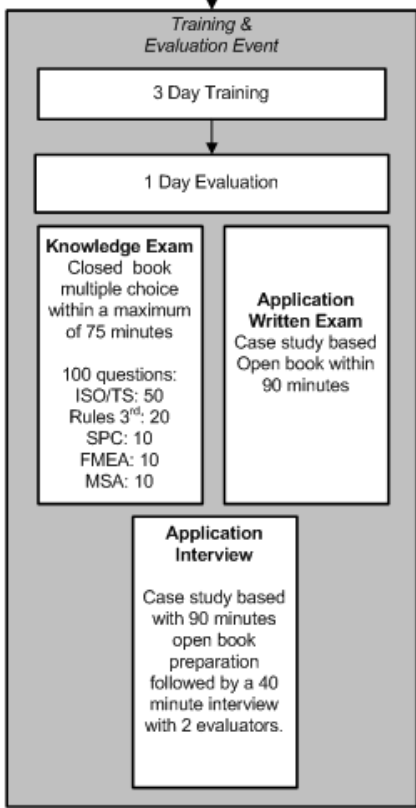 Training &
Evaluation Event
3 Day Training
1 Day Evaluation
Knowledge Exam
Closed book
multiple choice
within a maximum
of 75 minutes
100 questions:
ISO/TS: 50
Rules 3rd: 20
SPC: 10
FMEA: 10
MSA: 10
Application
Written Exam
Case study based
Open book within
90 minutes
Application
Interview
Case study based
with 90 minutes
open book
preparation
followed by a 40
minute interview
with 2 evaluators.